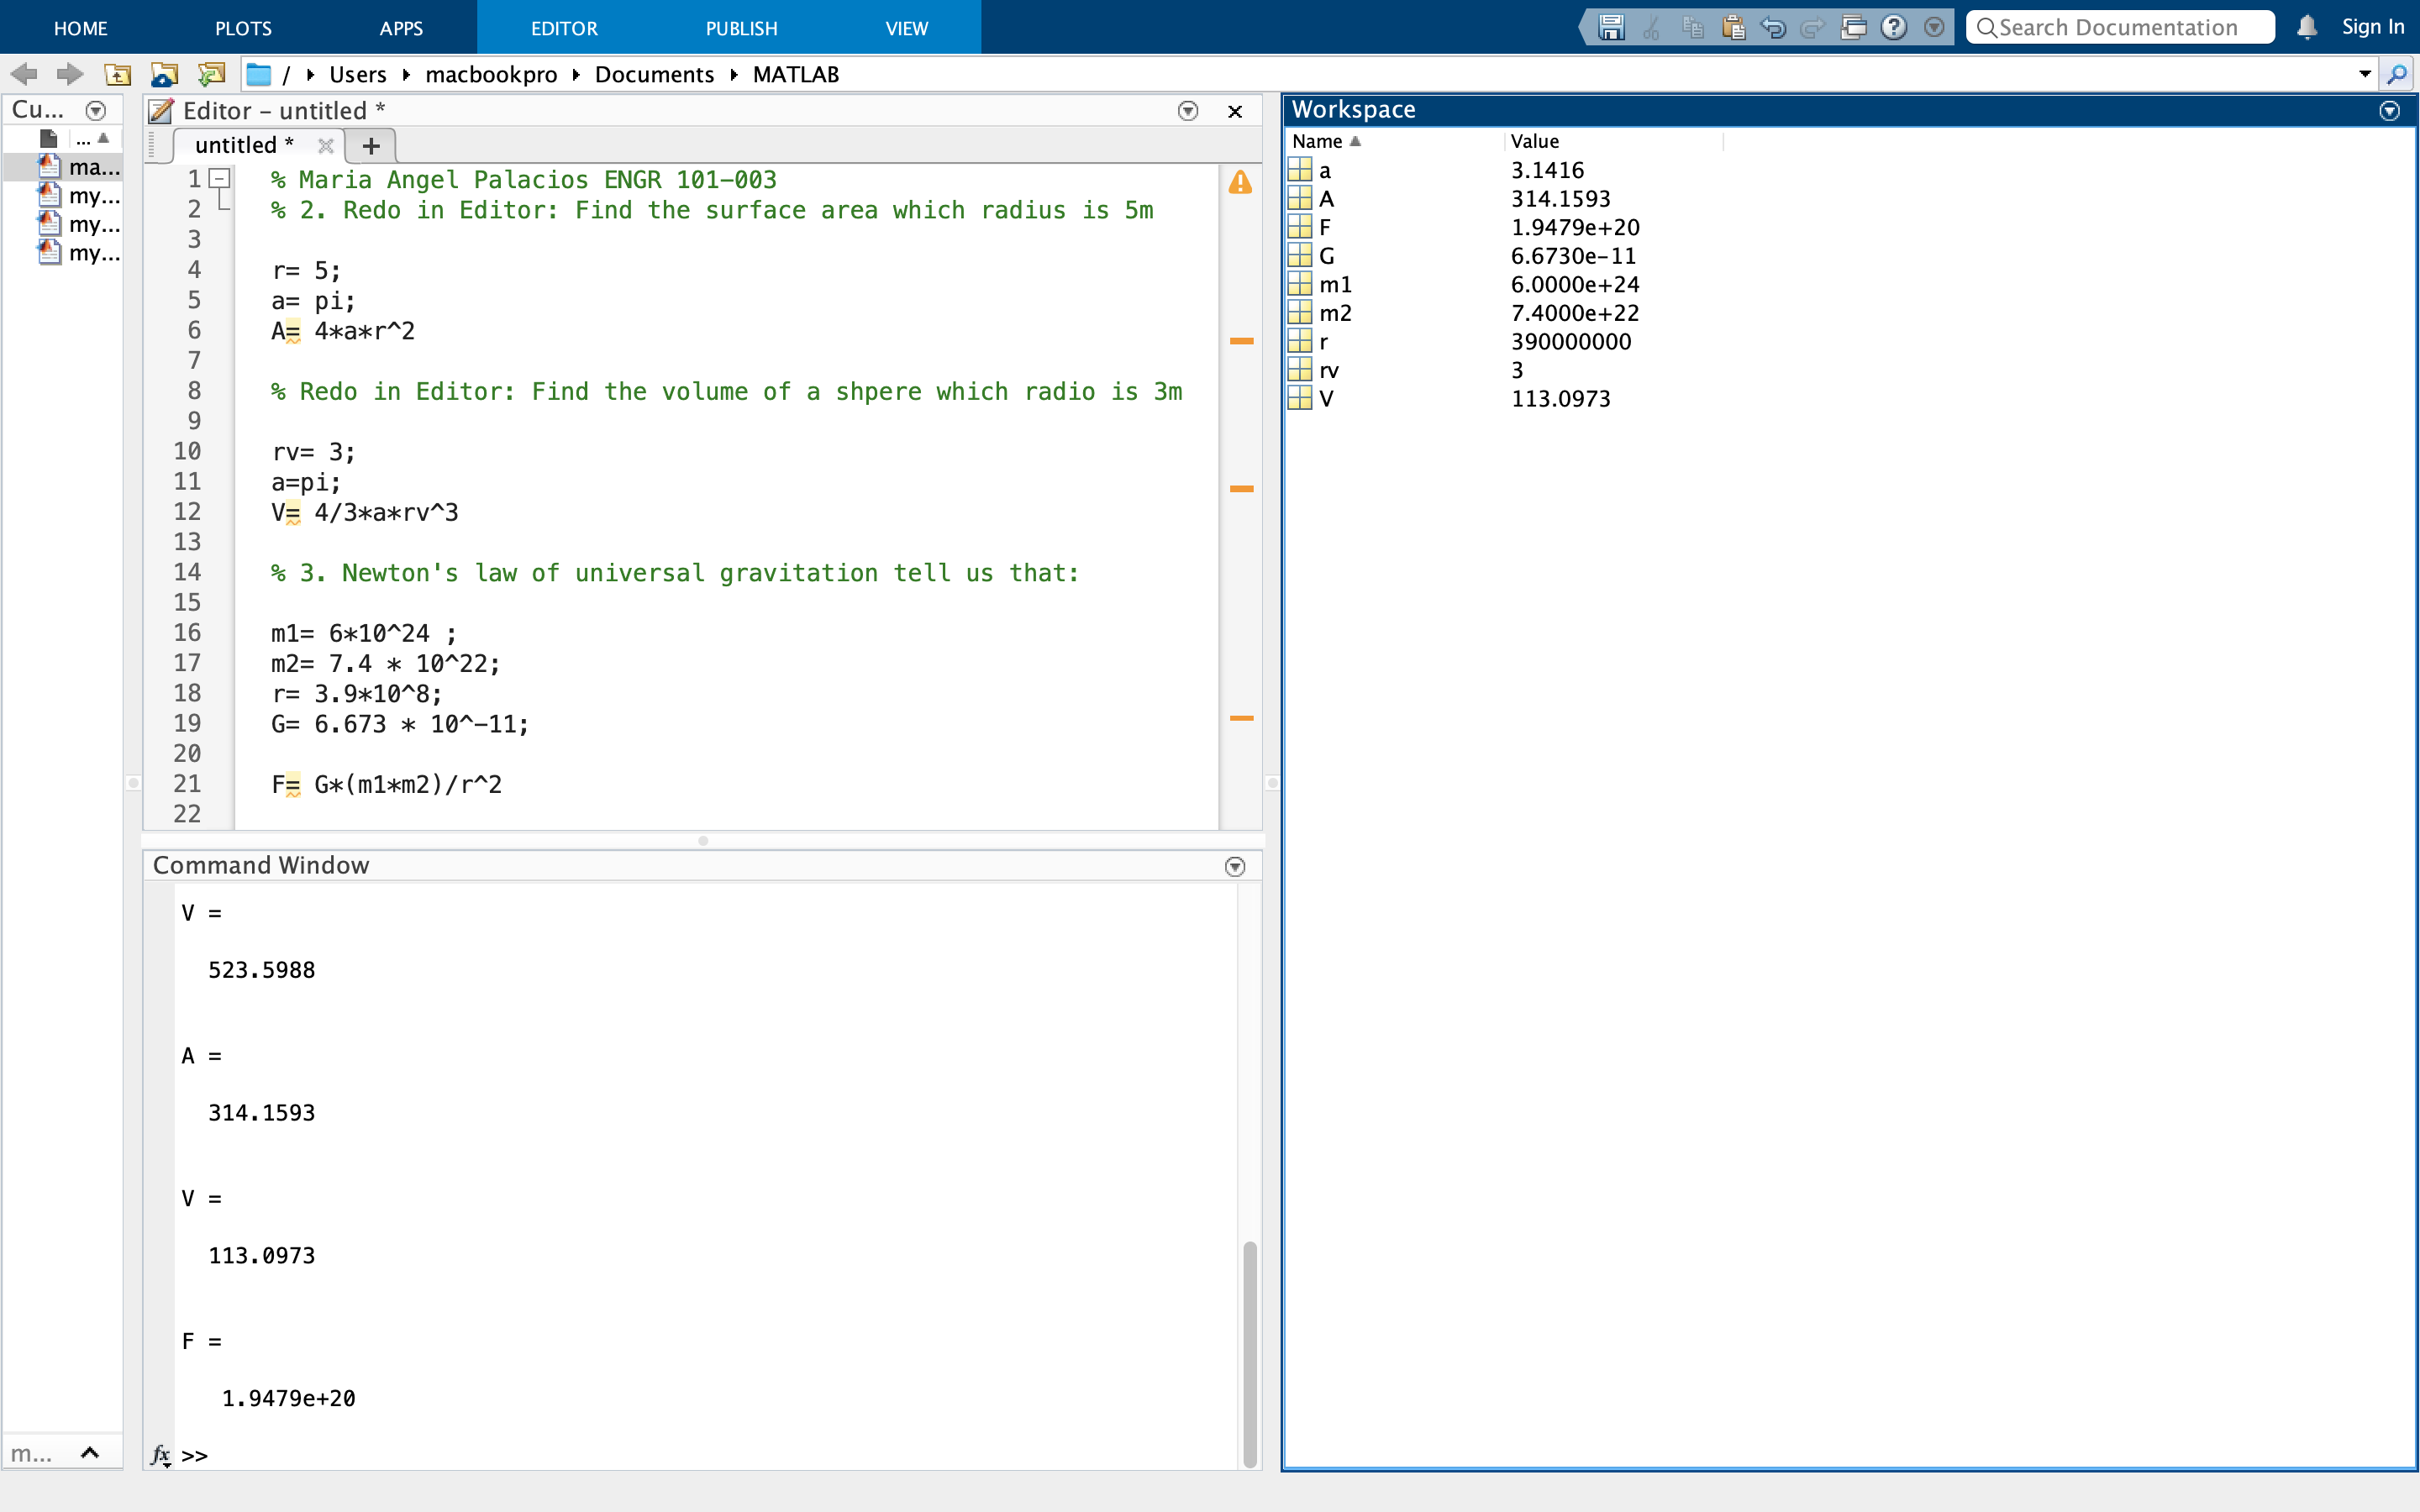 HOME PLOTS APPS EDITOR PUBLISH VIEW Search Documentation Sign In
/ Users macbookpro Documents MATLAB
Cu...
...
ma...
my...
my...
my...
m...
Editor – untitled *
untitled * +
1 % Maria Angel Palacios ENGR 101-003
2 % 2. Redo in Editor: Find the surface area which radius is 5m
3
4 r= 5;
5 a= pi;
6 A= 4*a*r^2
7
8 % Redo in Editor: Find the volume of a shpere which radio is 3m
9
10 rv= 3;
11 a=pi;
12 V= 4/3*a*rv^3
13
14 % 3. Newton's law of universal gravitation tell us that:
15
16 m1= 6*10^24 ;
17 m2= 7.4 * 10^22;
18 r= 3.9*10^8;
19 G= 6.673 * 10^-11;
20
21 F= G*(m1*m2)/r^2
22
Command Window
V =
523.5988
A =
314.1593
V =
113.0973
F =
1.9479e+20
fx >>
Workspace
Name Value
a 3.1416
A 314.1593
F 1.9479e+20
G 6.6730e-11
m1 6.0000e+24
m2 7.4000e+22
r 390000000
rv 3
V 113.0973